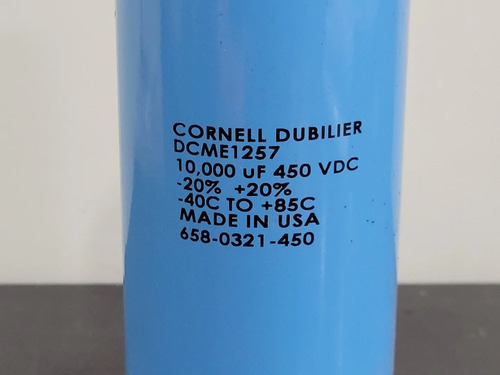 CORNELL DUBILIER
DCME1257
10,000 uF 450 VDC
-20% +20%
-40C TO +85C
MADE IN USA
658-0321-450